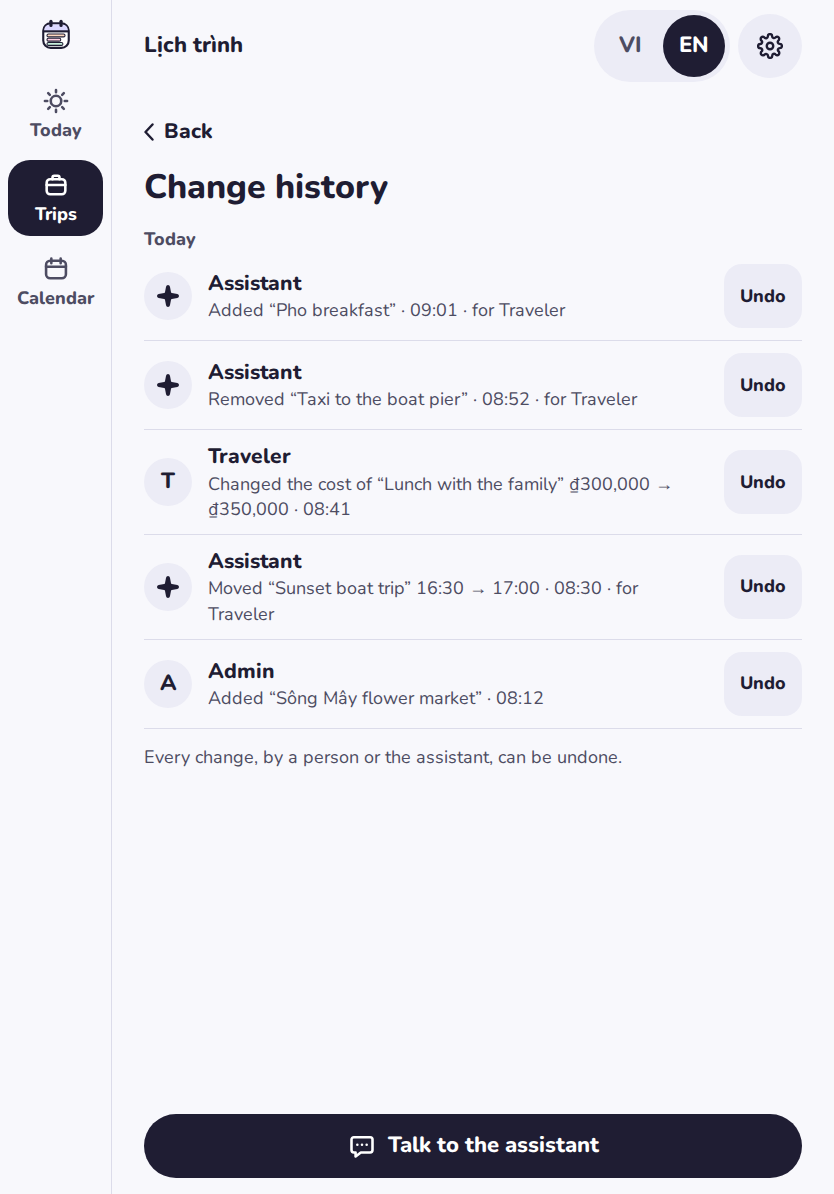 Lịch trình
VI
EN
Today
Trips
Calendar
Back
Change history
Today
Assistant
Added “Pho breakfast” · 09:01 · for Traveler
Undo
Assistant
Removed “Taxi to the boat pier” · 08:52 · for Traveler
Undo
T
Traveler
Changed the cost of “Lunch with the family” ₫300,000 →
₫350,000 · 08:41
Undo
Assistant
Moved “Sunset boat trip” 16:30 → 17:00 · 08:30 · for
Traveler
Undo
A
Admin
Added “Sông Mây flower market” · 08:12
Undo
Every change, by a person or the assistant, can be undone.
Talk to the assistant